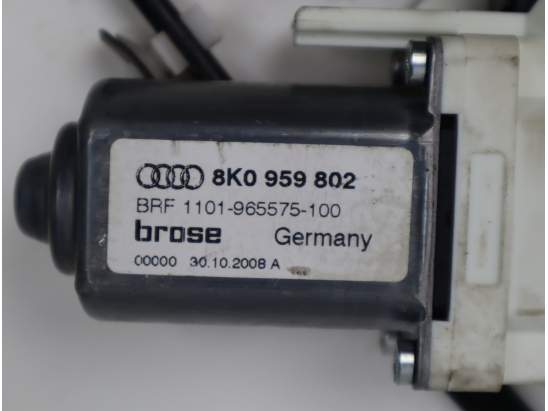 8K0 959 802
BRF 1101-965575-100
brose Germany
00000 30.10.2008 A